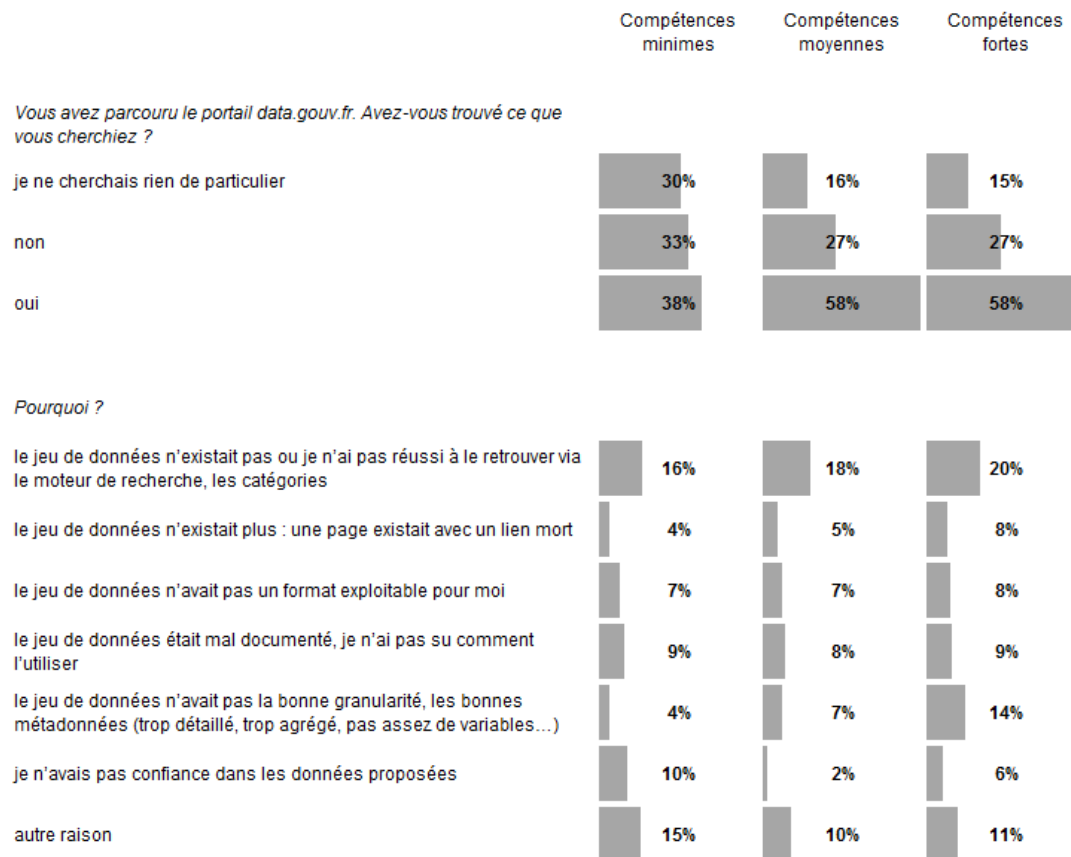 Compétences minimes Compétences moyennes Compétences fortes
Vous avez parcouru le portail data.gouv.fr. Avez-vous trouvé ce que
vous cherchiez ?
je ne cherchais rien de particulier 30% 16% 15%
non 33% 27% 27%
oui 38% 58% 58%
Pourquoi ?
le jeu de données n'existait pas ou je n'ai pas réussi à le retrouver via
le moteur de recherche, les catégories 16% 18% 20%
le jeu de données n'existait plus : une page existait avec un lien mort 4% 5% 8%
le jeu de données n'avait pas un format exploitable pour moi 7% 7% 8%
le jeu de données était mal documenté, je n'ai pas su comment
l'utiliser 9% 8% 9%
le jeu de données n'avait pas la bonne granularité, les bonnes
métadonnées (trop détaillé, trop agrégé, pas assez de variables…) 4% 7% 14%
je n'avais pas confiance dans les données proposées 10% 2% 6%
autre raison 15% 10% 11%